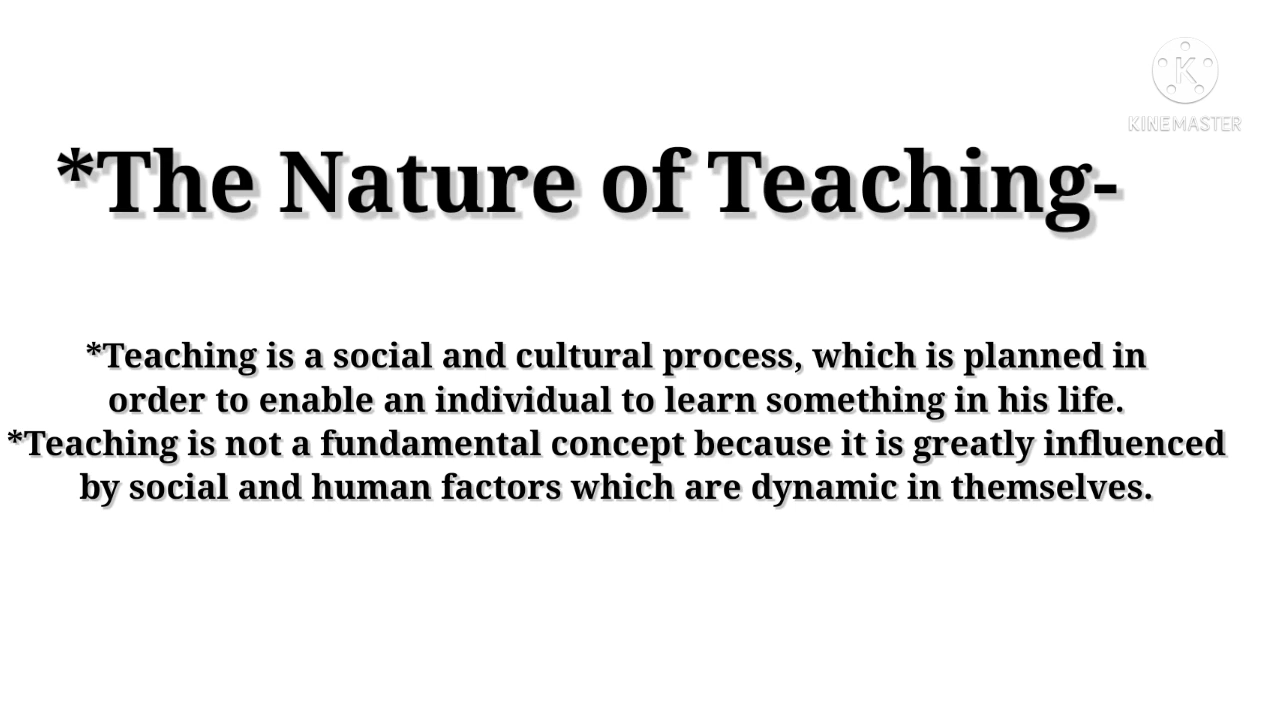 KINEMASTER
*The Nature of Teaching-
*Teaching is a social and cultural process, which is planned in
order to enable an individual to learn something in his life.
*Teaching is not a fundamental concept because it is greatly influenced
by social and human factors which are dynamic in themselves.